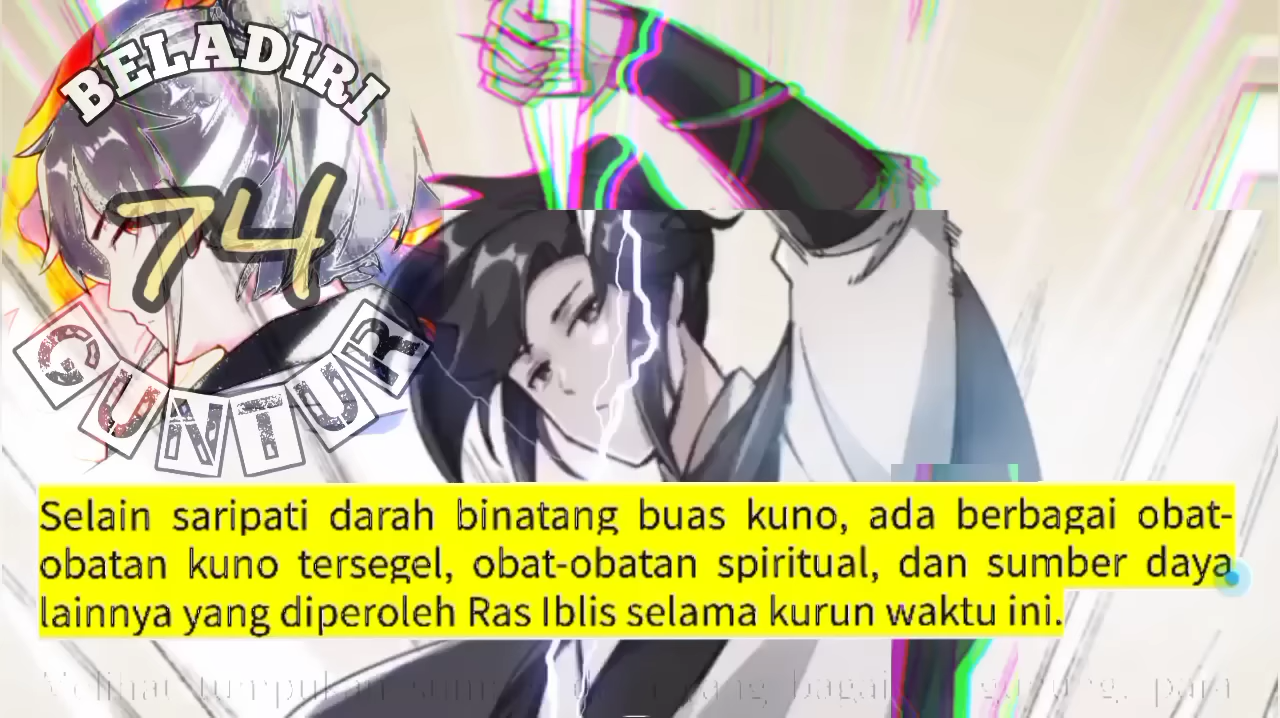 BELADIRI
74
GUNTUR
Selain saripati darah binatang buas kuno, ada berbagai obat-
obatan kuno tersegel, obat-obatan spiritual, dan sumber daya
lainnya yang diperoleh Ras Iblis selama kurun waktu ini.